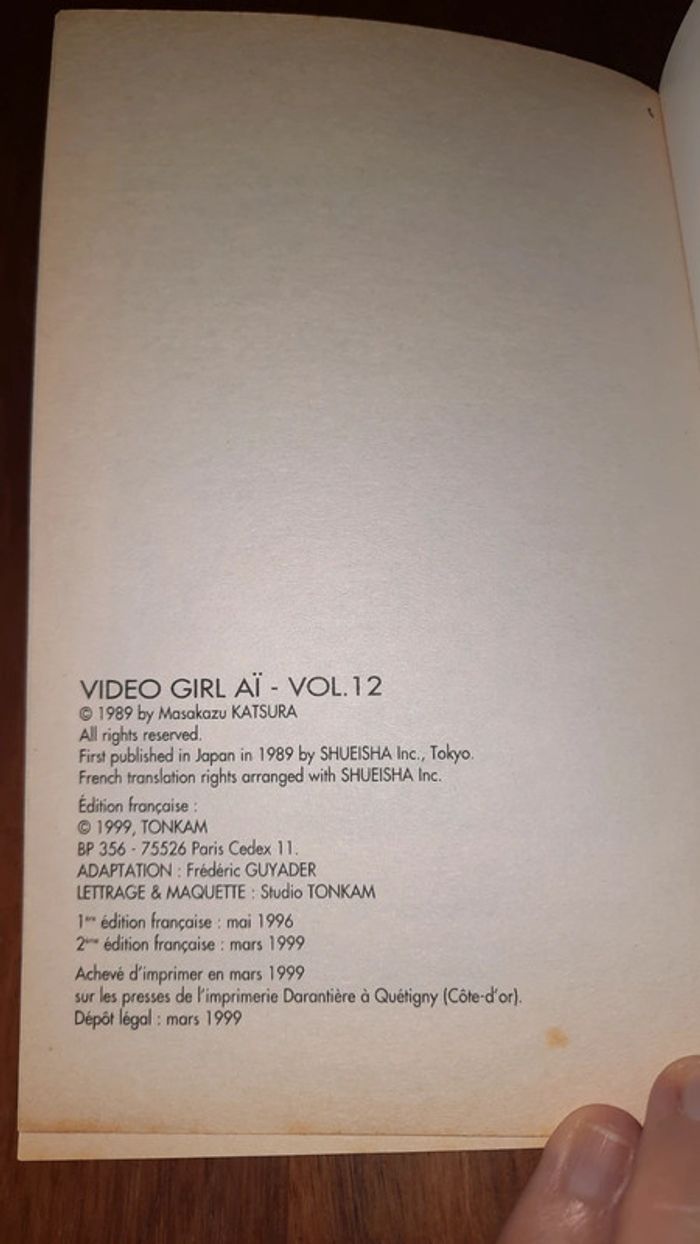 VIDEO GIRL AÏ - VOL.12
© 1989 by Masakazu KATSURA
All rights reserved.
First published in Japan in 1989 by SHUEISHA Inc., Tokyo.
French translation rights arranged with SHUEISHA Inc.
Édition française :
© 1999, TONKAM
BP 356 - 75526 Paris Cedex 11.
ADAPTATION : Frédéric GUYADER
LETTRAGE & MAQUETTE : Studio TONKAM
1ère édition française : mai 1996
2ème édition française : mars 1999
Achevé d'imprimer en mars 1999
sur les presses de l'imprimerie Darantière à Quétigny (Côte-d'or).
Dépôt légal : mars 1999